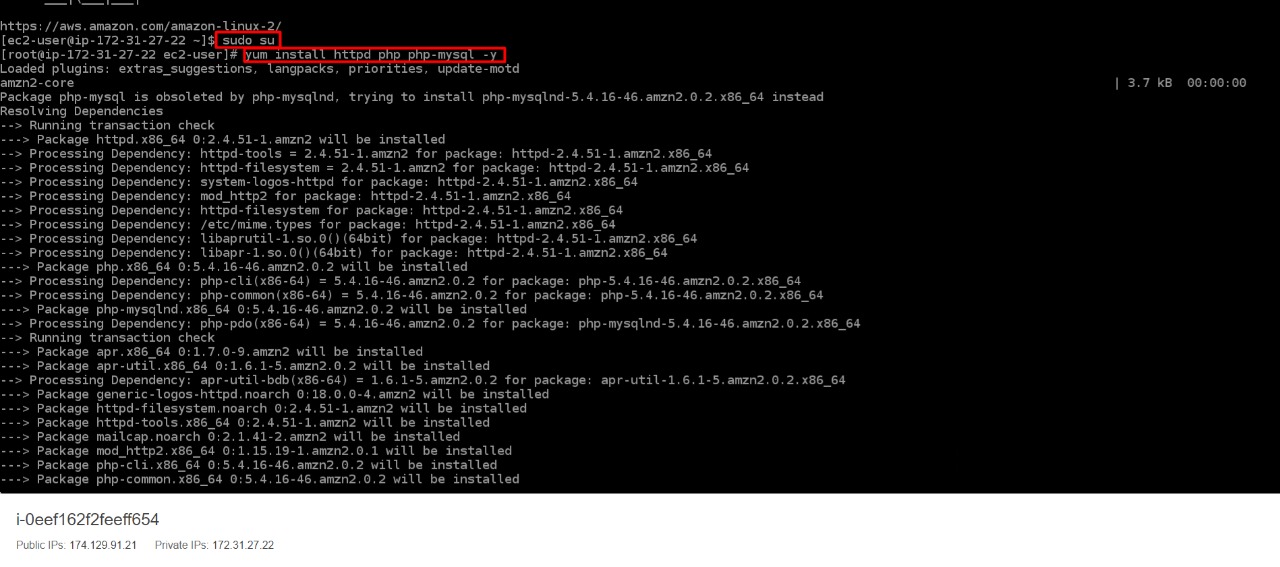 https://aws.amazon.com/amazon-linux-2/
[ec2-user@ip-172-31-27-22 ~]$ sudo su
[root@ip-172-31-27-22 ec2-user]# yum install httpd php php-mysql -y
Loaded plugins: extras_suggestions, langpacks, priorities, update-motd
amzn2-core | 3.7 kB 00:00:00
Package php-mysql is obsoleted by php-mysqlnd, trying to install php-mysqlnd-5.4.16-46.amzn2.0.2.x86_64 instead
Resolving Dependencies
--> Running transaction check
---> Package httpd.x86_64 0:2.4.51-1.amzn2 will be installed
--> Processing Dependency: httpd-tools = 2.4.51-1.amzn2 for package: httpd-2.4.51-1.amzn2.x86_64
--> Processing Dependency: httpd-filesystem = 2.4.51-1.amzn2 for package: httpd-2.4.51-1.amzn2.x86_64
--> Processing Dependency: system-logos-httpd for package: httpd-2.4.51-1.amzn2.x86_64
--> Processing Dependency: mod_http2 for package: httpd-2.4.51-1.amzn2.x86_64
--> Processing Dependency: httpd-filesystem for package: httpd-2.4.51-1.amzn2.x86_64
--> Processing Dependency: /etc/mime.types for package: httpd-2.4.51-1.amzn2.x86_64
--> Processing Dependency: libaprutil-1.so.0()(64bit) for package: httpd-2.4.51-1.amzn2.x86_64
--> Processing Dependency: libapr-1.so.0()(64bit) for package: httpd-2.4.51-1.amzn2.x86_64
---> Package php.x86_64 0:5.4.16-46.amzn2.0.2 will be installed
--> Processing Dependency: php-cli(x86-64) = 5.4.16-46.amzn2.0.2 for package: php-5.4.16-46.amzn2.0.2.x86_64
--> Processing Dependency: php-common(x86-64) = 5.4.16-46.amzn2.0.2 for package: php-5.4.16-46.amzn2.0.2.x86_64
---> Package php-mysqlnd.x86_64 0:5.4.16-46.amzn2.0.2 will be installed
--> Processing Dependency: php-pdo(x86-64) = 5.4.16-46.amzn2.0.2 for package: php-mysqlnd-5.4.16-46.amzn2.0.2.x86_64
--> Running transaction check
---> Package apr.x86_64 0:1.7.0-9.amzn2 will be installed
---> Package apr-util.x86_64 0:1.6.1-5.amzn2.0.2 will be installed
--> Processing Dependency: apr-util-bdb(x86-64) = 1.6.1-5.amzn2.0.2 for package: apr-util-1.6.1-5.amzn2.0.2.x86_64
---> Package generic-logos-httpd.noarch 0:18.0.0-4.amzn2 will be installed
---> Package httpd-filesystem.noarch 0:2.4.51-1.amzn2 will be installed
---> Package httpd-tools.x86_64 0:2.4.51-1.amzn2 will be installed
---> Package mailcap.noarch 0:2.1.41-2.amzn2 will be installed
---> Package mod_http2.x86_64 0:1.15.19-1.amzn2.0.1 will be installed
---> Package php-cli.x86_64 0:5.4.16-46.amzn2.0.2 will be installed
---> Package php-common.x86_64 0:5.4.16-46.amzn2.0.2 will be installed
i-0eef162f2feeff654
Public IPs: 174.129.91.21 Private IPs: 172.31.27.22